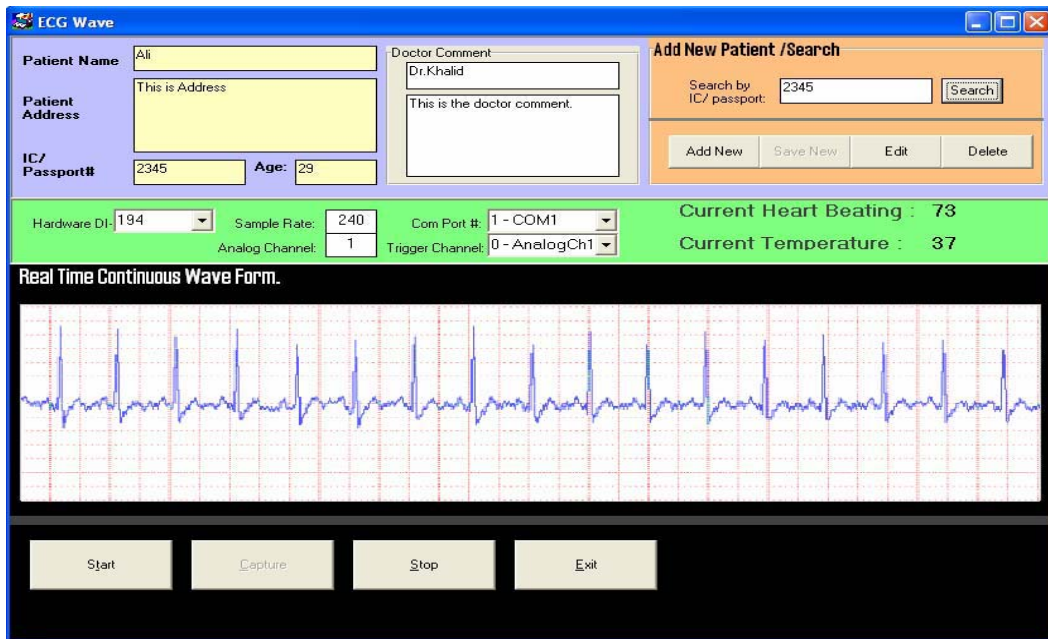 ECG Wave
Patient Name
Ali
Patient
Address
This is Address
IC/
Passport#
2345
Age:
29
Doctor Comment
Dr.Khalid
This is the doctor comment.
Add New Patient /Search
Search by
IC/ passport:
2345
Search
Add New
Save New
Edit
Delete
Hardware DI-
194
Sample Rate:
240
Analog Channel:
1
Com Port #:
1 - COM1
Trigger Channel:
0 - AnalogCh1
Current Heart Beating : 73
Current Temperature : 37
Real Time Continuous Wave Form.
Start
Capture
Stop
Exit